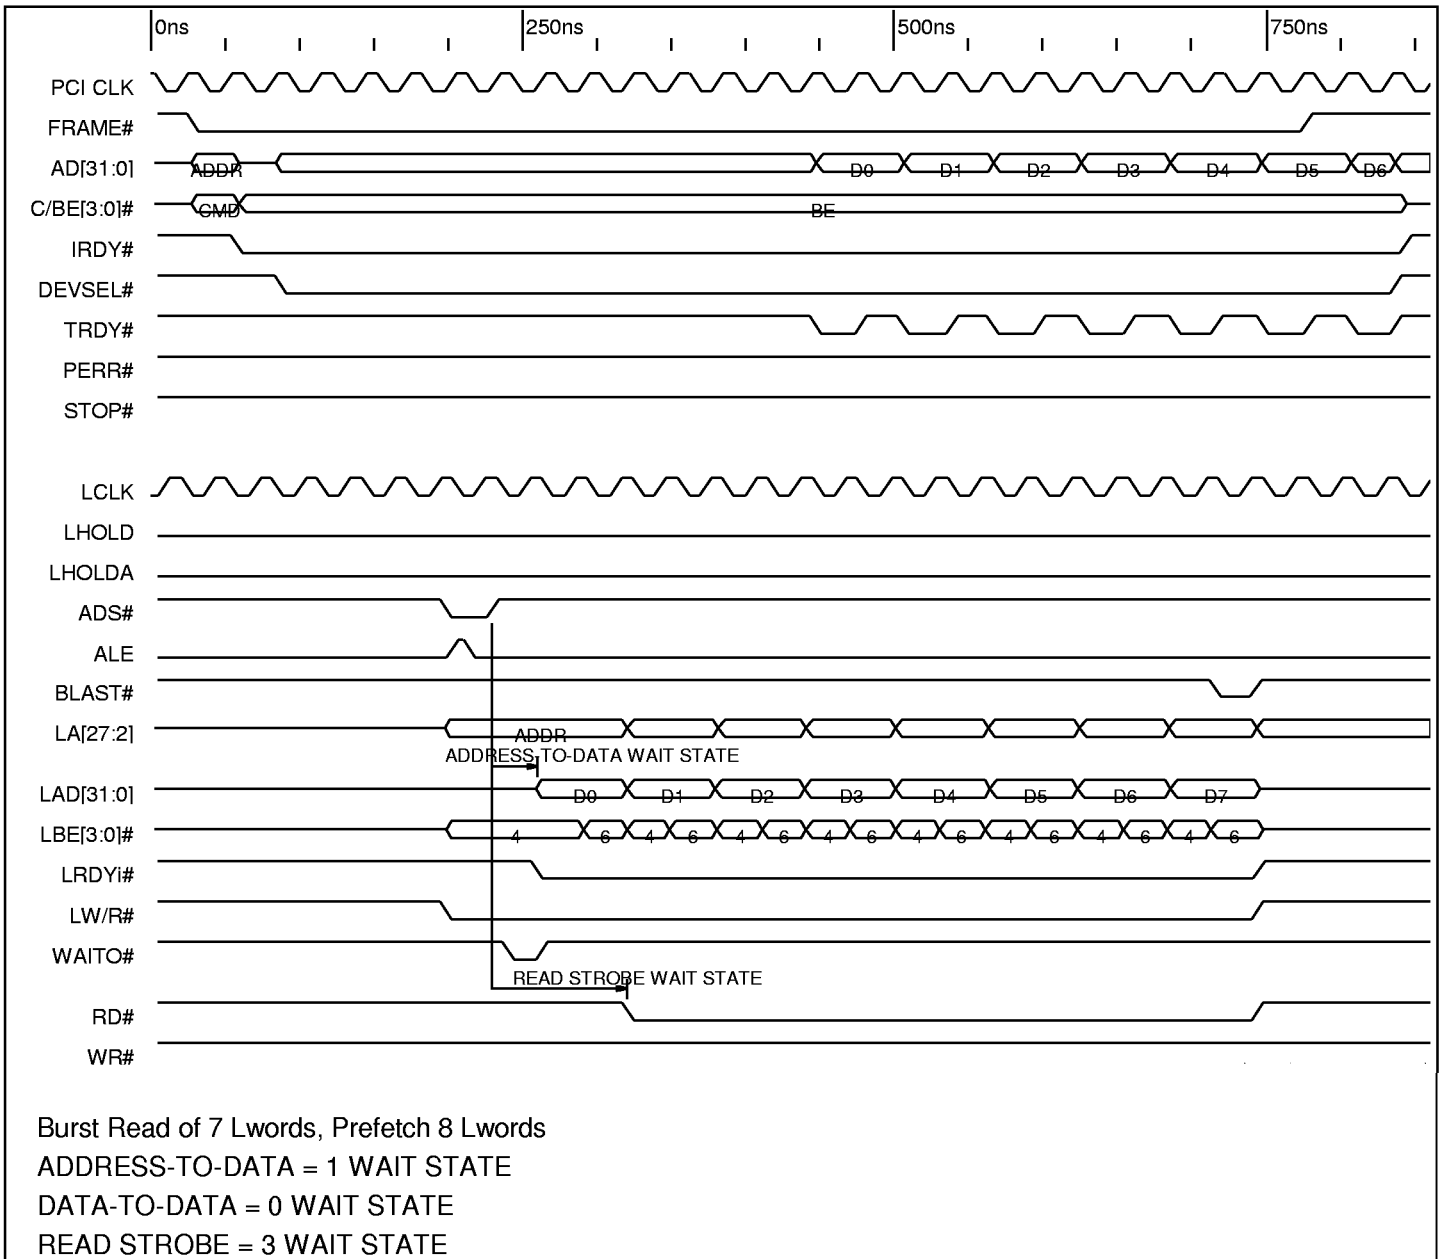 0ns 250ns 500ns 750ns
PCI CLK
FRAME#
AD[31:0] ADDR D0 D1 D2 D3 D4 D5 D6
C/BE[3:0]# CMD BE
IRDY#
DEVSEL#
TRDY#
PERR#
STOP#
LCLK
LHOLD
LHOLDA
ADS#
ALE
BLAST#
LA[27:2] ADDR
ADDRESS-TO-DATA WAIT STATE
LAD[31:0] D0 D1 D2 D3 D4 D5 D6 D7
LBE[3:0]# 4 6 4 6 4 6 4 6 4 6 4 6 4 6 4 6
LRDYi#
LW/R#
WAITO#
READ STROBE WAIT STATE
RD#
WR#
Burst Read of 7 Lwords, Prefetch 8 Lwords
ADDRESS-TO-DATA = 1 WAIT STATE
DATA-TO-DATA = 0 WAIT STATE
READ STROBE = 3 WAIT STATE